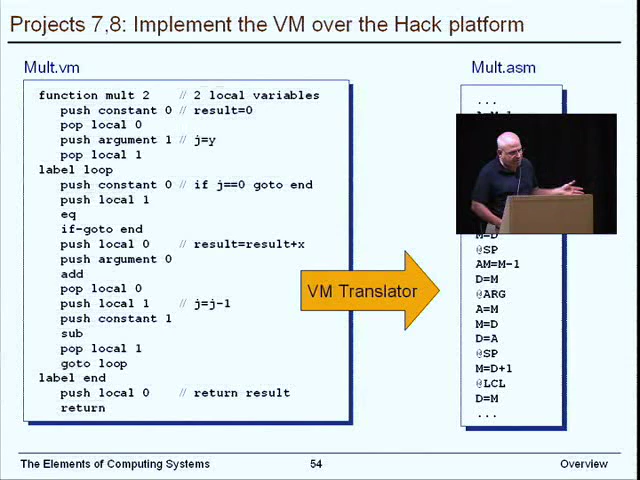 Projects 7,8: Implement the VM over the Hack platform
Mult.vm
function mult 2 // 2 local variables
push constant 0 // result=0
pop local 0
push argument 1 // j=y
pop local 1
label loop
push constant 0 // if j==0 goto end
push local 1
eq
if-goto end
push local 0 // result=result+x
push argument 0
add
pop local 0
push local 1 // j=j-1
push constant 1
sub
pop local 1
goto loop
label end
push local 0 // return result
return
VM Translator
Mult.asm
...
M=D
@SP
AM=M-1
D=M
@ARG
A=M
M=D
D=A
@SP
M=D+1
@LCL
D=M
...
The Elements of Computing Systems
54
Overview